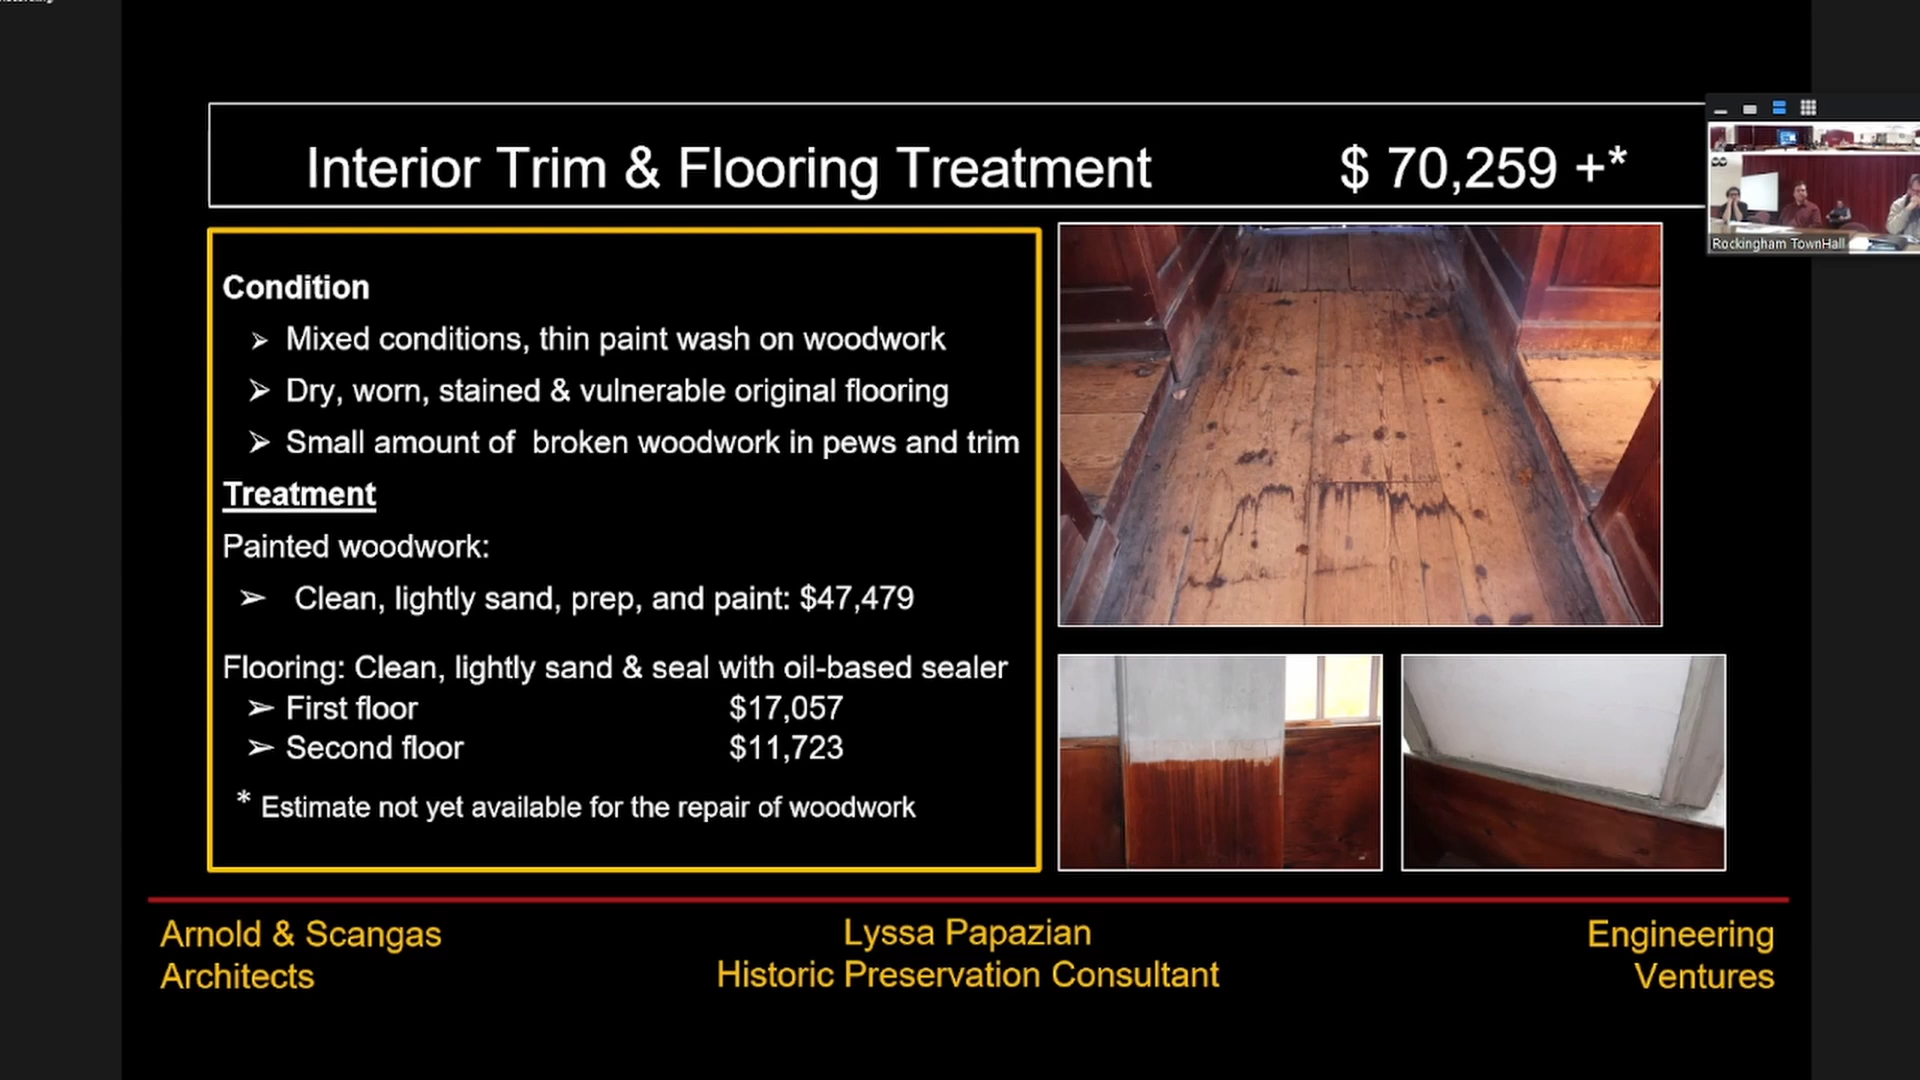 Interior Trim & Flooring Treatment $ 70,259 +*
Rockingham TownHall
Condition
➢ Mixed conditions, thin paint wash on woodwork
➢ Dry, worn, stained & vulnerable original flooring
➢ Small amount of broken woodwork in pews and trim
Treatment
Painted woodwork:
➢ Clean, lightly sand, prep, and paint: $47,479
Flooring: Clean, lightly sand & seal with oil-based sealer
➢ First floor $17,057
➢ Second floor $11,723
* Estimate not yet available for the repair of woodwork
Arnold & Scangas
Architects
Lyssa Papazian
Historic Preservation Consultant
Engineering
Ventures